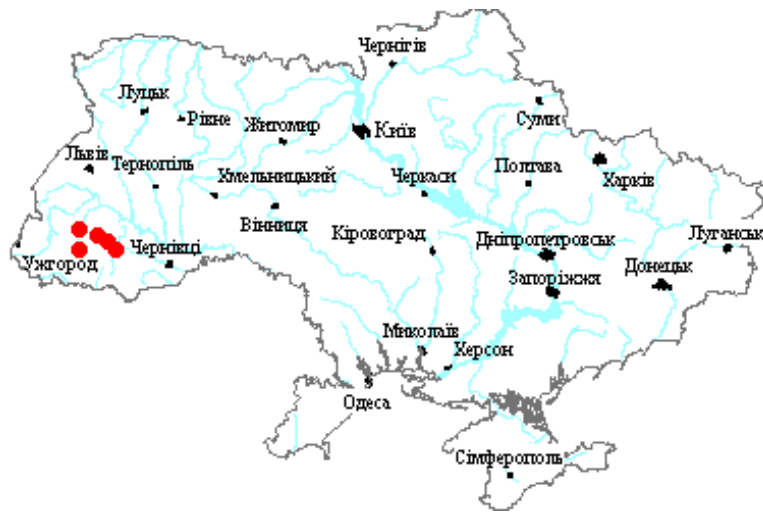 Чернігів
Луцьк
Рівне
Суми
Житомир
Київ
Львів
Тернопіль
Хмельницький
Черкаси
Полтава
Харків
Вінниця
Кіровоград
Дніпропетровськ
Луганськ
Ужгород
Чернівці
Запоріжжя
Донецьк
Миколаїв
Херсон
Одеса
Сімферополь